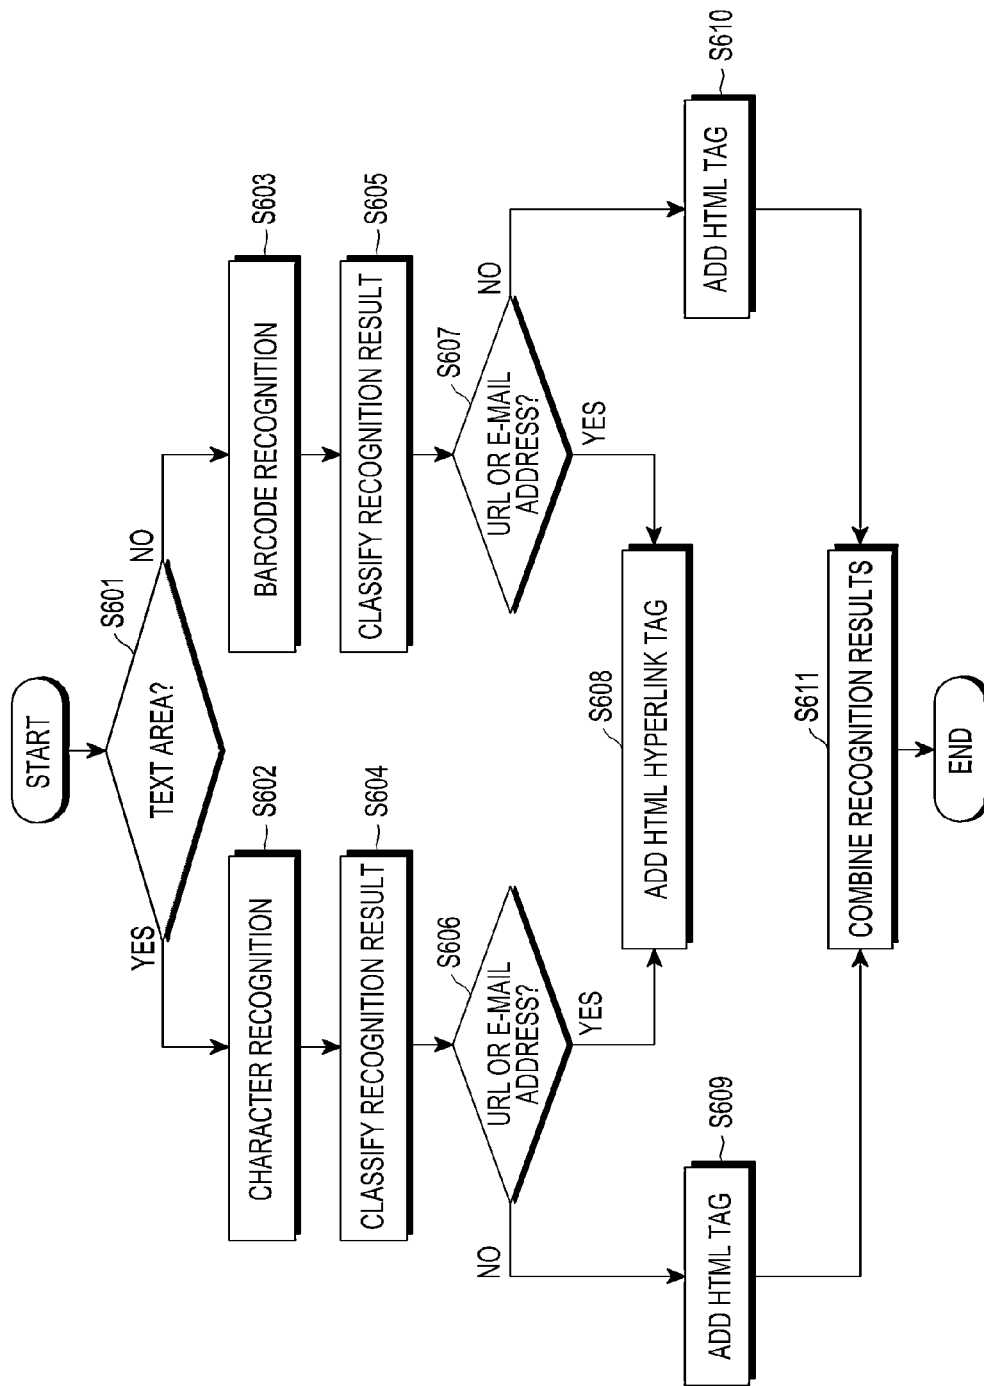 START
S601
TEXT AREA?
YES
NO
S602
CHARACTER RECOGNITION
S603
BARCODE RECOGNITION
S604
CLASSIFY RECOGNITION RESULT
S605
CLASSIFY RECOGNITION RESULT
S606
URL OR E-MAIL
ADDRESS?
NO
YES
S607
URL OR E-MAIL
ADDRESS?
NO
YES
S608
ADD HTML HYPERLINK TAG
S609
ADD HTML TAG
S610
ADD HTML TAG
S611
COMBINE RECOGNITION RESULTS
END